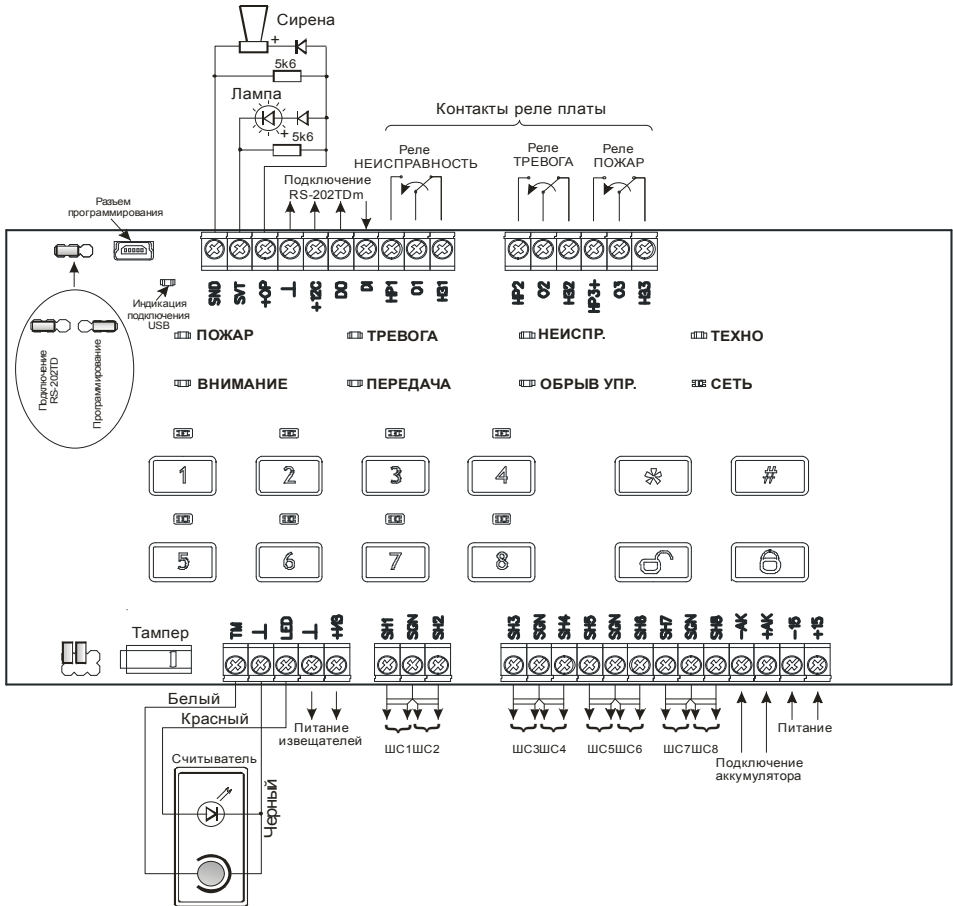 Сирена
+
5k6
Лампа
+
5k6
Контакты реле платы
Реле
НЕИСПРАВНОСТЬ
Реле
ТРЕВОГА
Реле
ПОЖАР
Подключение
RS-202TDm
Разъем
программирования
SND SVT +OP ⊥ +12C DO DI HP1 O1 H31
HP2 O2 H32 HP3+ O3 H33
Индикация
подключения
USB
Подключение
RS-202TD
Программирование
ПОЖАР ТРЕВОГА НЕИСПР. ТЕХНО
ВНИМАНИЕ ПЕРЕДАЧА ОБРЫВ УПР. СЕТЬ
1 2 3 4 * #
5 6 7 8
Тампер
TM ⊥ LED ⊥ +IB
SH1 SGN SH2
SH3 SGN SH4 SH5 SGN SH6 SH7 SGN SH8 -AK +AK -15 +15
Белый
Красный
Питание
извещателей
ШС1ШС2
ШС3ШС4
ШС5ШС6
ШС7ШС8
Питание
Подключение
аккумулятора
Считыватель
Черный